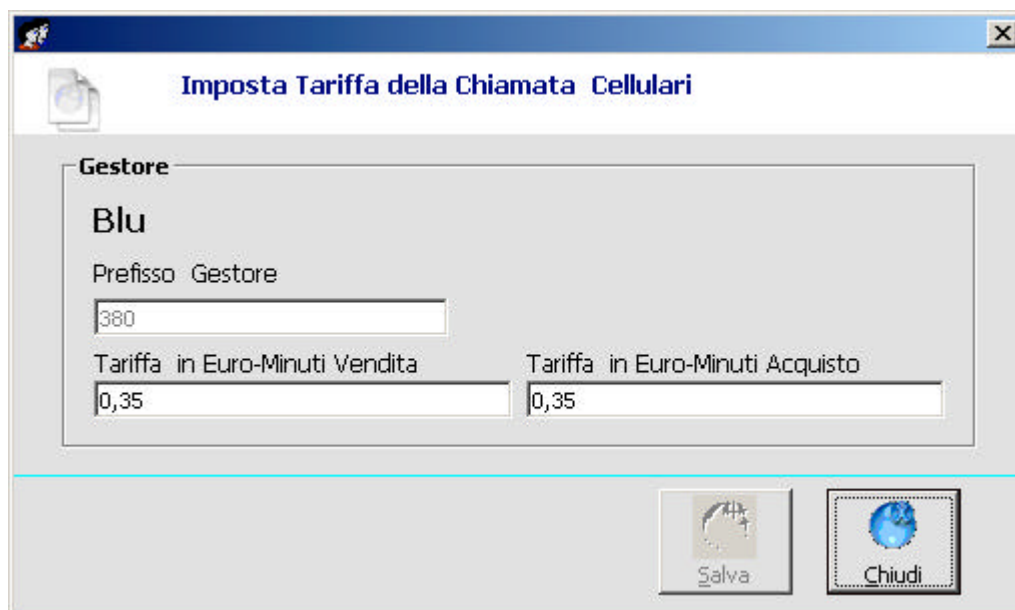 Imposta Tariffa della Chiamata Cellulari
Gestore
Blu
Prefisso Gestore
380
Tariffa in Euro-Minuti Vendita Tariffa in Euro-Minuti Acquisto
0,35 0,35
Salva Chiudi